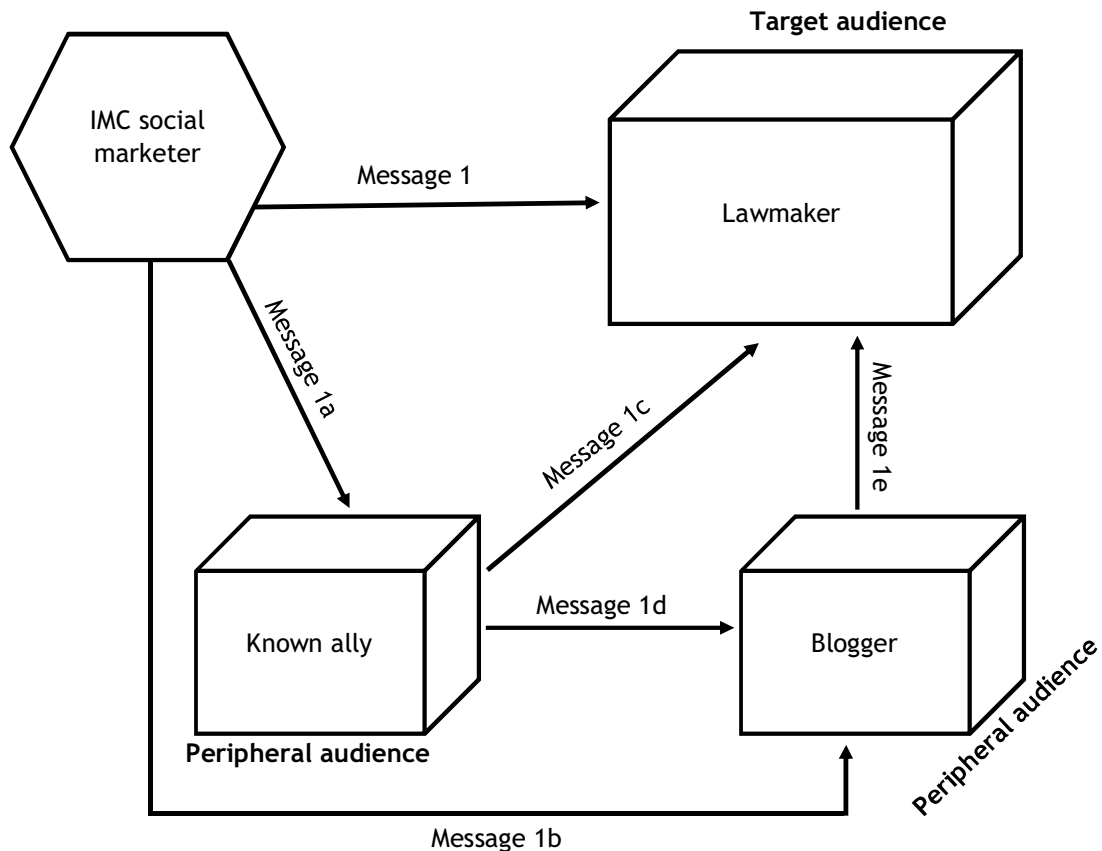 Target audience
IMC social
marketer
Message 1
Lawmaker
Message 1a
Message 1c
Message 1e
Message 1d
Known ally
Blogger
Peripheral audience
Peripheral audience
Message 1b